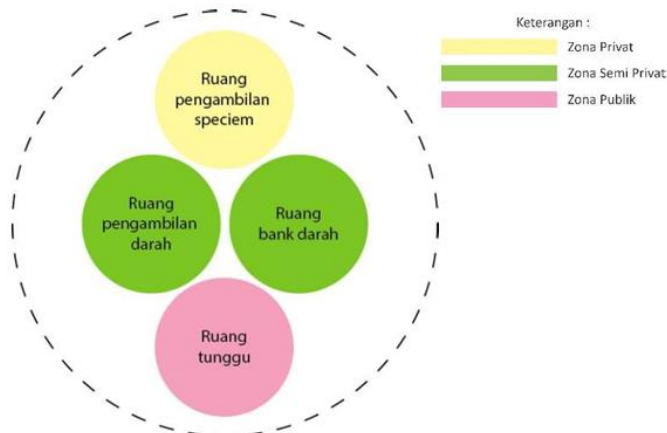 Keterangan :
Zona Privat
Zona Semi Privat
Zona Publik
Ruang
pengambilan
speciem
Ruang
pengambilan
darah
Ruang
bank darah
Ruang
tunggu